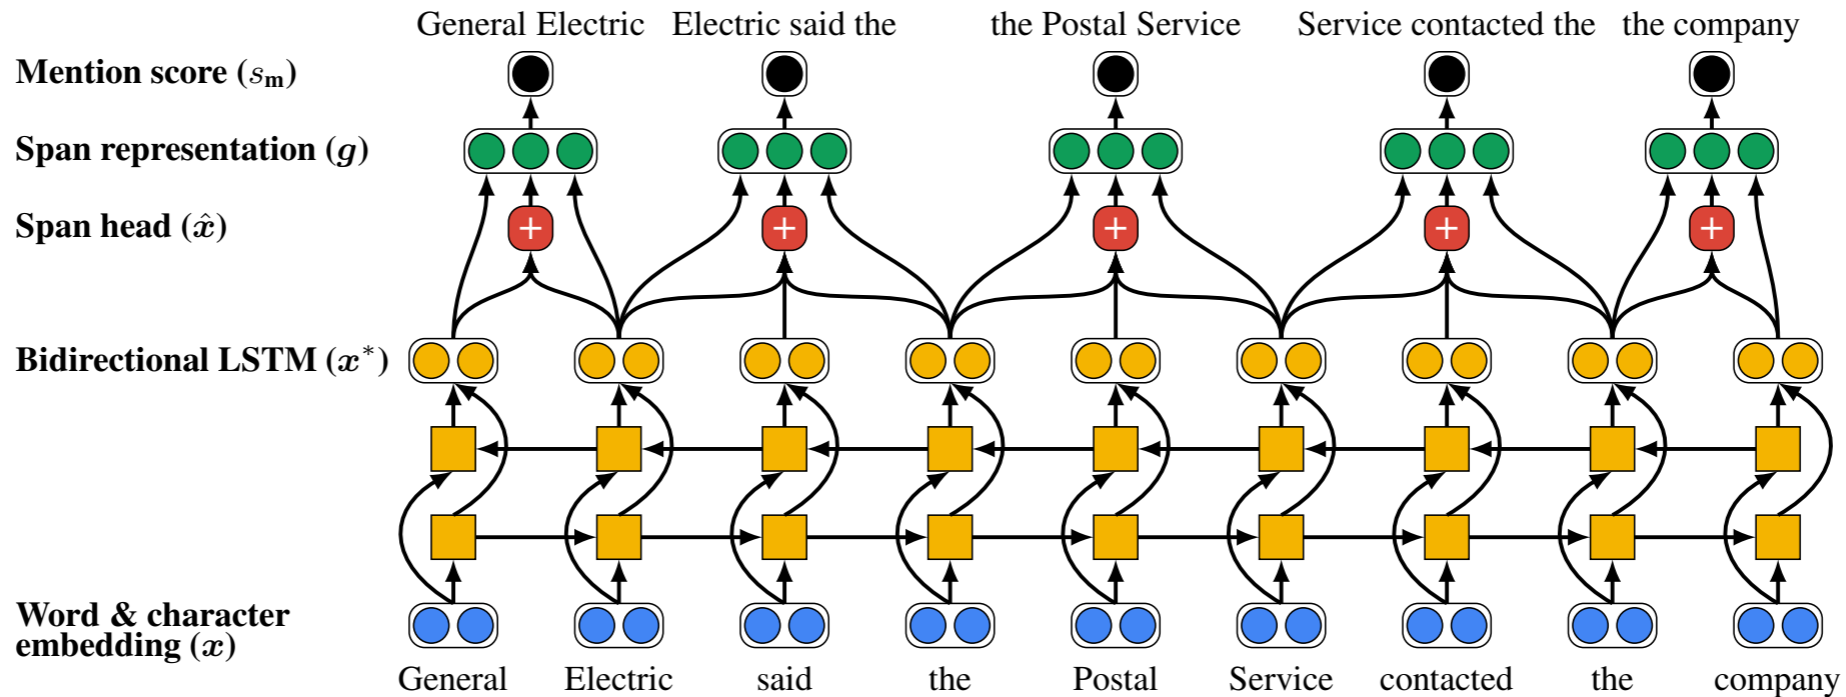 General Electric Electric said the the Postal Service Service contacted the the company
Mention score (sₘ)
Span representation (g)
Span head (x̂)
+ + + + +
Bidirectional LSTM (x*)
Word & character
embedding (x)
General Electric said the Postal Service contacted the company